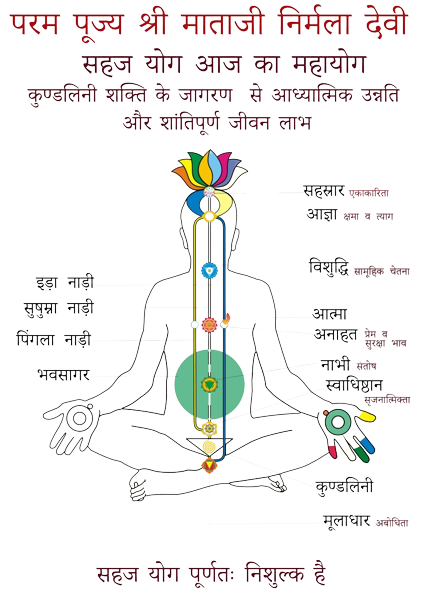 परम पूज्य श्री माताजी निर्मला देवी
सहज योग आज का महायोग
कुण्डलिनी शक्ति के जागरण से आध्यात्मिक उन्नति
और शांतिपूर्ण जीवन लाभ
सहस्रार एकाकारिता
आज्ञा क्षमा व त्याग
विशुद्धि सामूहिक चेतना
इड़ा नाड़ी
सुषुम्ना नाड़ी
पिंगला नाड़ी
भवसागर
आत्मा
अनाहत प्रेम व
सुरक्षा भाव
नाभी संतोष
स्वाधिष्ठान
सृजनात्मिक्ता
कुण्डलिनी
मूलाधार अबोधिता
सहज योग पूर्णतः निशुल्क है